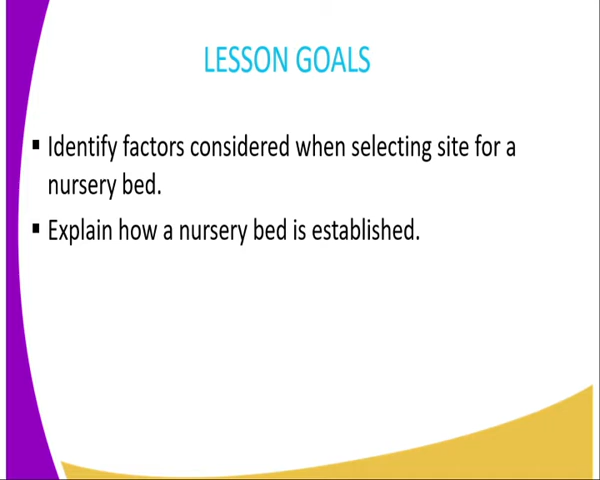 LESSON GOALS
▪ Identify factors considered when selecting site for a
nursery bed.
▪ Explain how a nursery bed is established.